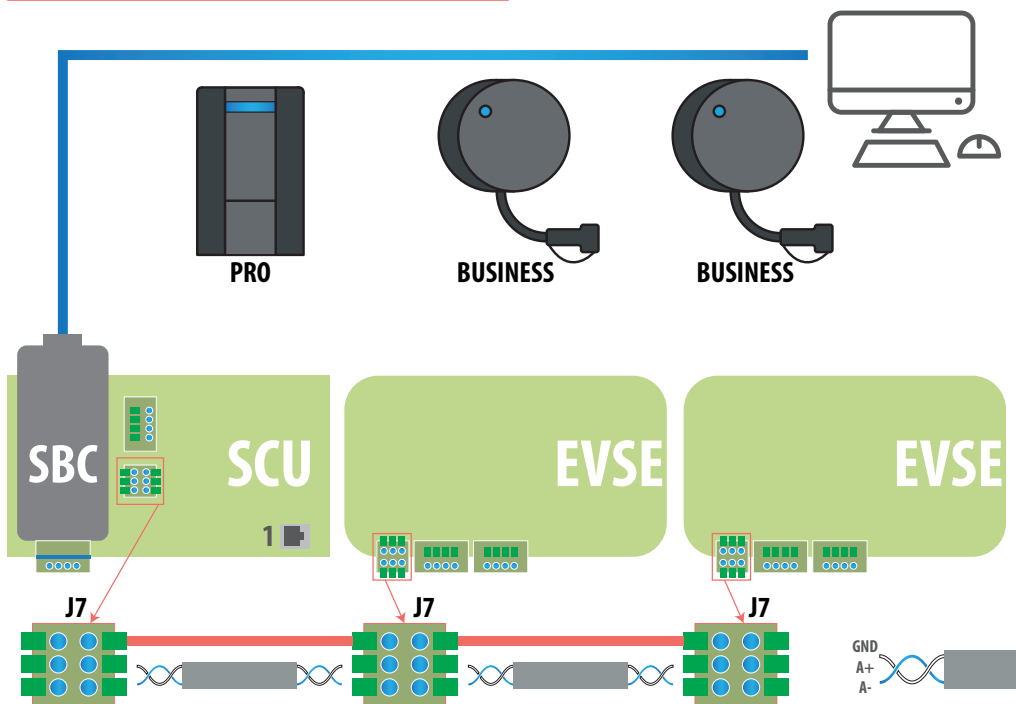 PRO
BUSINESS
BUSINESS
SBC
SCU
EVSE
EVSE
1
J7
J7
J7
GND
A+
A-